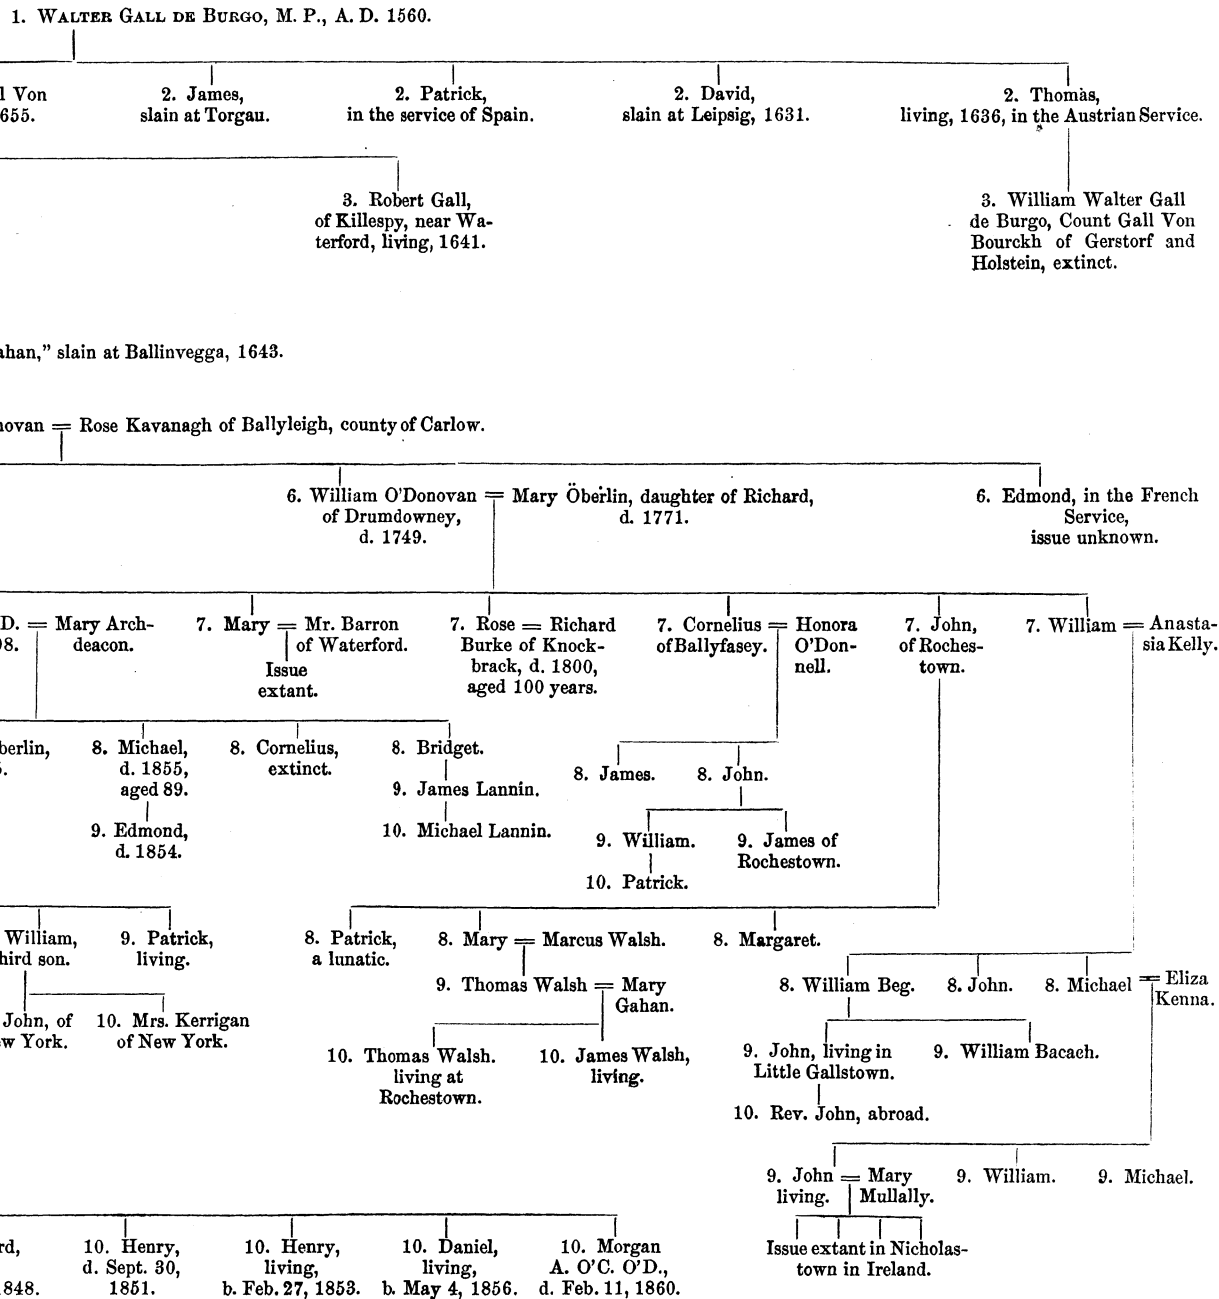 1. WALTER GALL DE BURGO, M. P., A. D. 1560.
l Von
655.
2. James,
slain at Torgau.
2. Patrick,
in the service of Spain.
2. David,
slain at Leipsig, 1631.
2. Thomas,
living, 1636, in the Austrian Service.
3. Robert Gall,
of Killespy, near Wa-
terford, living, 1641.
3. William Walter Gall
de Burgo, Count Gall Von
Bourckh of Gerstorf and
Holstein, extinct.
ahan," slain at Ballinvegga, 1643.
novan = Rose Kavanagh of Ballyleigh, county of Carlow.
6. William O'Donovan = Mary Öberlin, daughter of Richard,
of Drumdowney,
d. 1749.
d. 1771.
6. Edmond, in the French
Service,
issue unknown.
D. = Mary Arch-
98. deacon.
7. Mary = Mr. Barron
of Waterford.
Issue
extant.
7. Rose = Richard
Burke of Knock-
brack, d. 1800,
aged 100 years.
7. Cornelius = Honora
of Ballyfasey. O'Don-
nell.
7. John,
of Roches-
town.
7. William = Anasta-
sia Kelly.
berlin,
8. Michael,
d. 1855,
aged 89.
9. Edmond,
d. 1854.
8. Cornelius,
extinct.
8. Bridget.
9. James Lannin.
10. Michael Lannin.
8. James.
8. John.
9. William.
10. Patrick.
9. James of
Rochestown.
William,
hird son.
9. Patrick,
living.
John, of
w York.
10. Mrs. Kerrigan
of New York.
8. Patrick,
a lunatic.
8. Mary = Marcus Walsh.
8. Margaret.
9. Thomas Walsh = Mary
Gahan.
10. Thomas Walsh.
living at
Rochestown.
10. James Walsh,
living.
8. William Beg.
8. John.
8. Michael = Eliza
Kenna.
9. John, living in
Little Gallstown.
9. William Bacach.
10. Rev. John, abroad.
9. John = Mary
living. Mullally.
9. William.
9. Michael.
Issue extant in Nicholas-
town in Ireland.
rd,
1848.
10. Henry,
d. Sept. 30,
1851.
10. Henry,
living,
b. Feb. 27, 1853.
10. Daniel,
living,
b. May 4, 1856.
10. Morgan
A. O'C. O'D.,
d. Feb. 11, 1860.